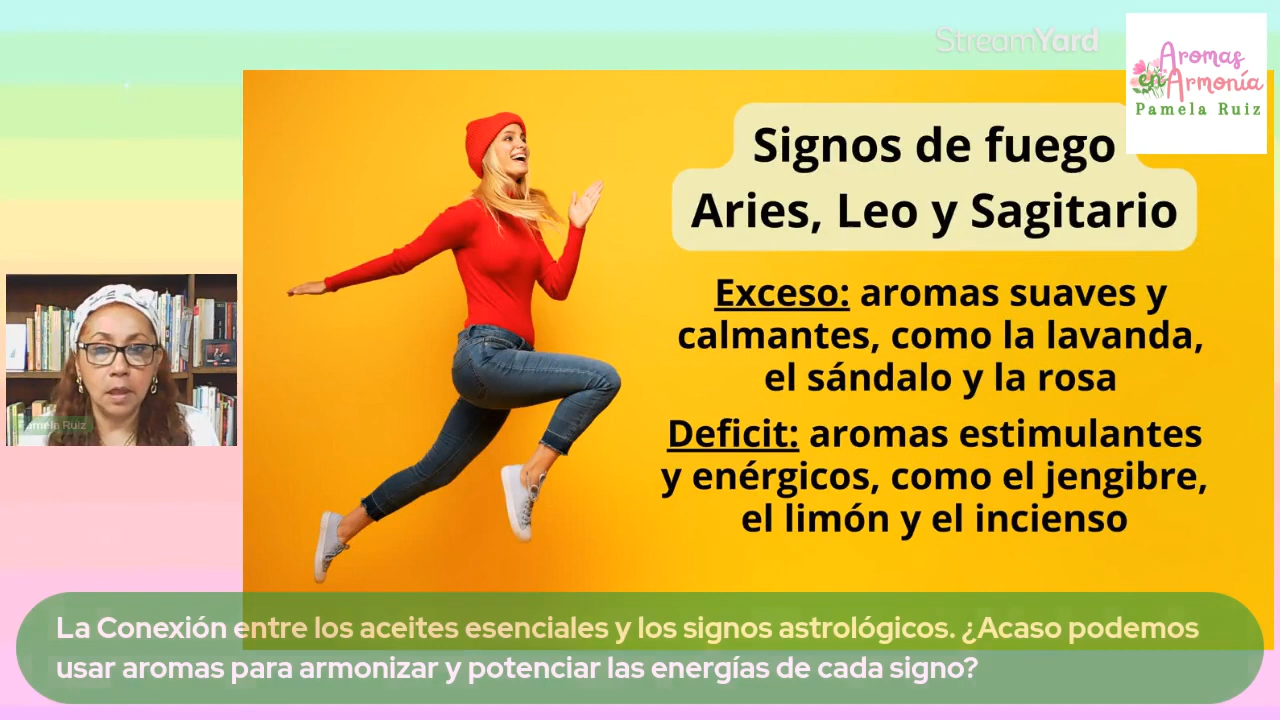 StreamYard
Aromas
en Armonía
Pamela Ruiz
Signos de fuego
Aries, Leo y Sagitario
Exceso: aromas suaves y
calmantes, como la lavanda,
el sándalo y la rosa
Deficit: aromas estimulantes
y enérgicos, como el jengibre,
el limón y el incienso
Pamela Ruiz
La Conexión entre los aceites esenciales y los signos astrológicos. ¿Acaso podemos
usar aromas para armonizar y potenciar las energías de cada signo?